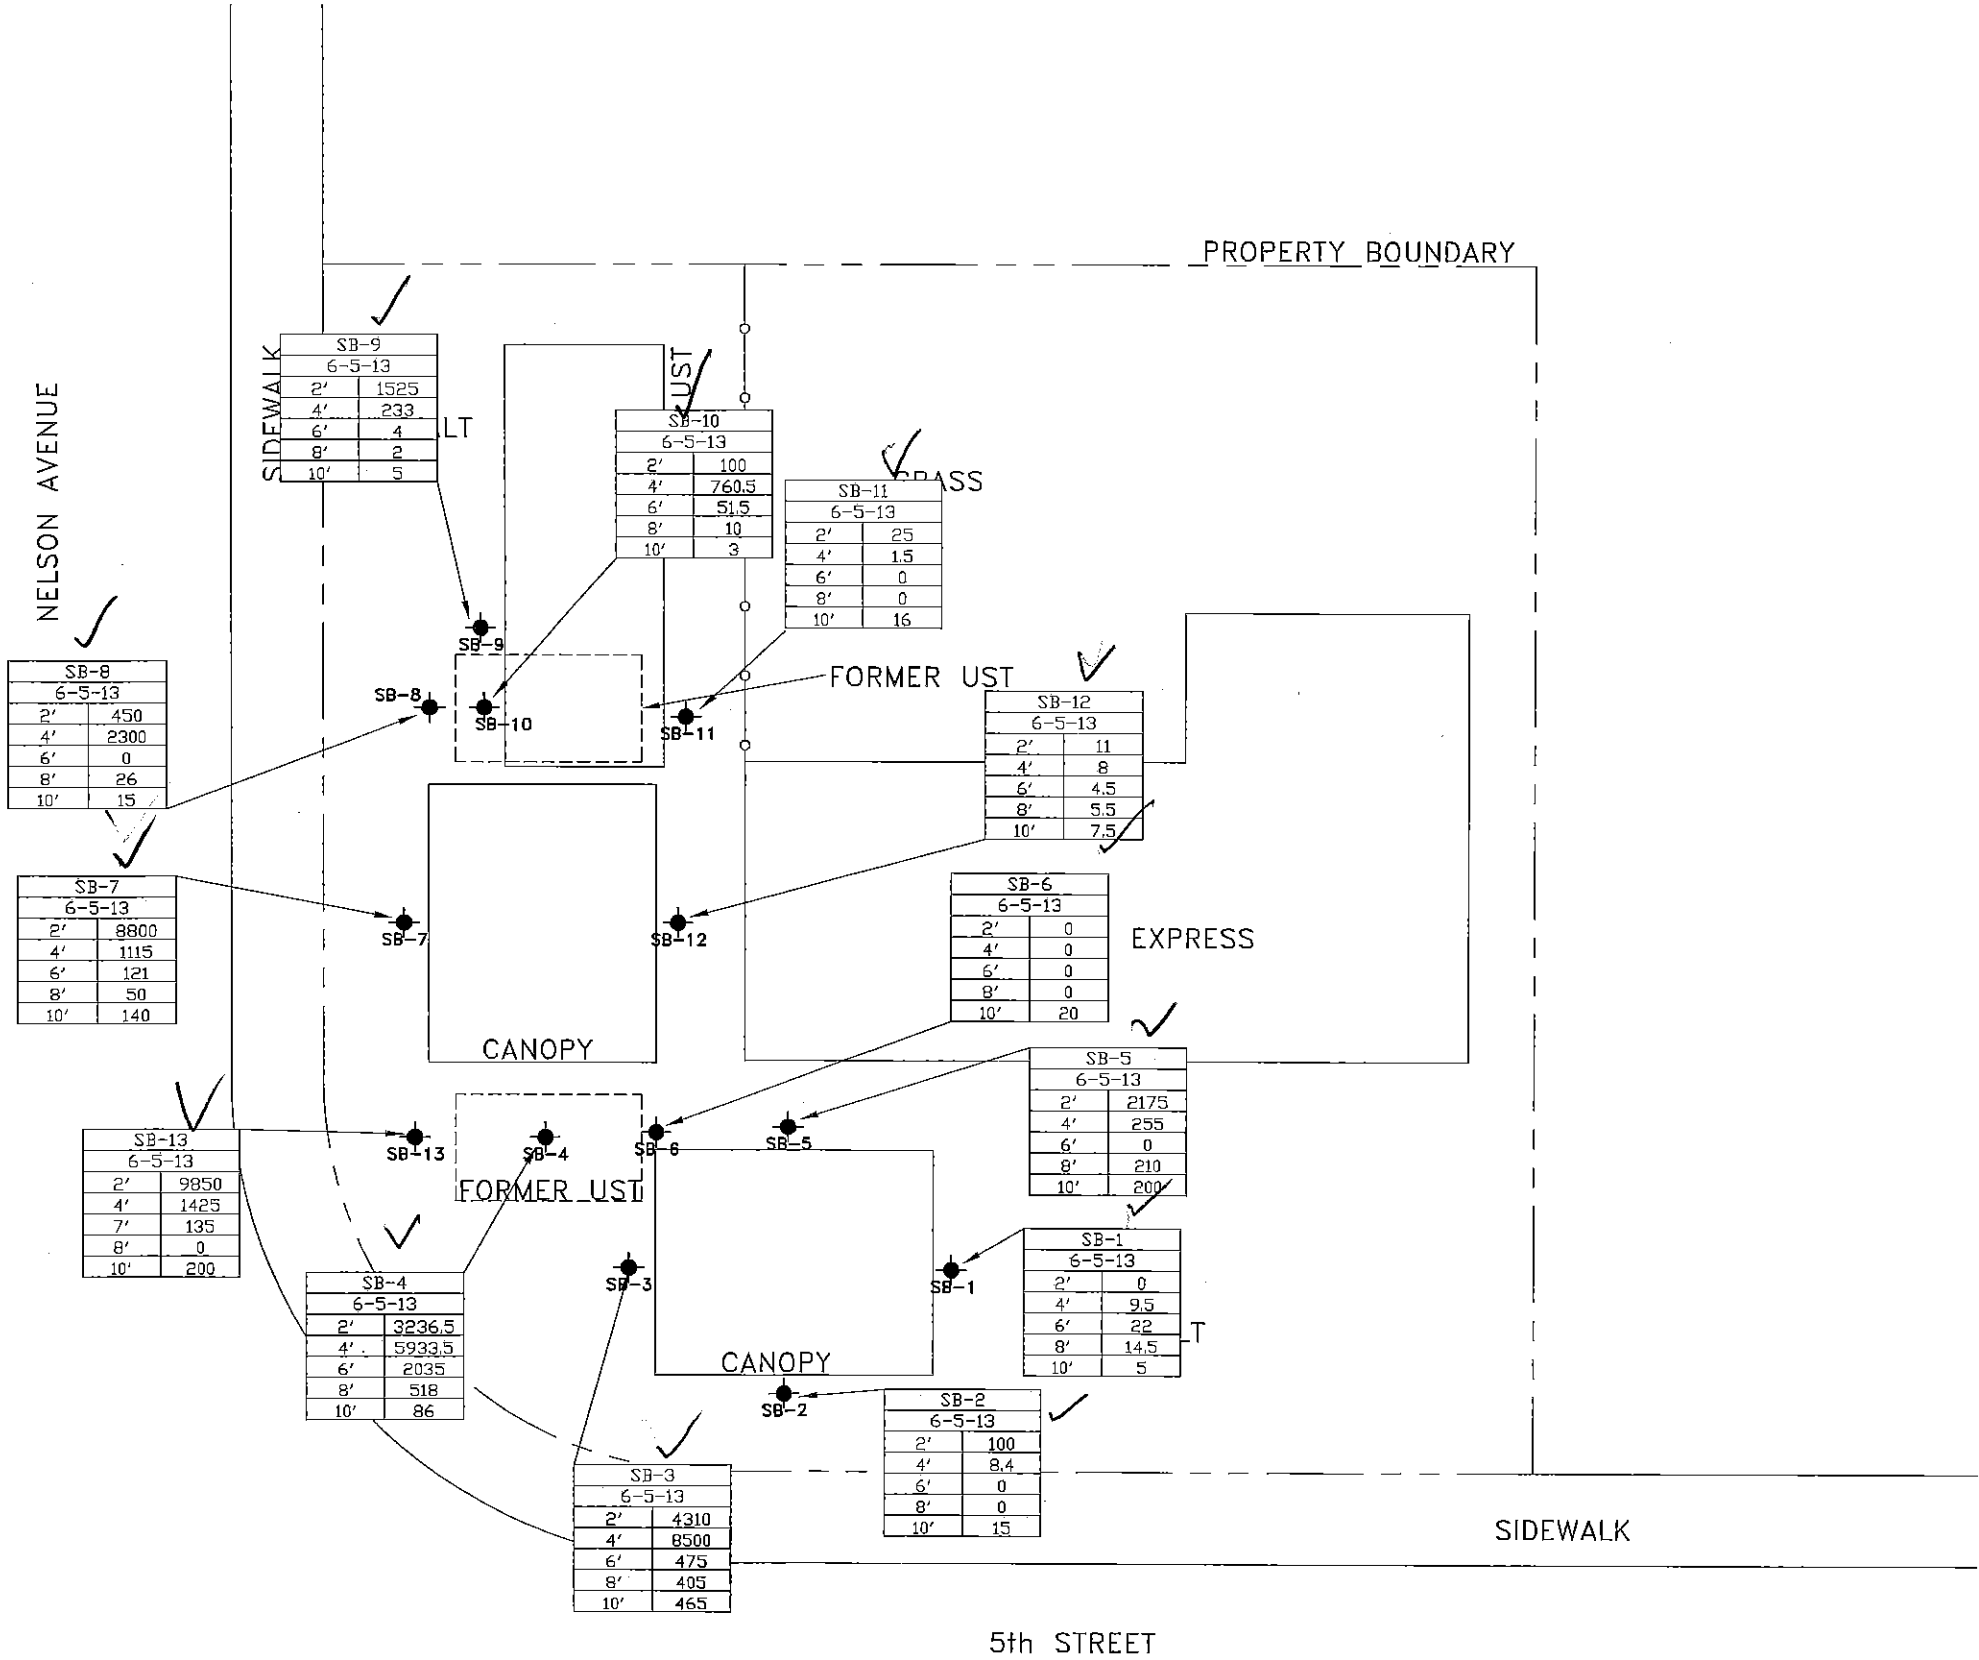 PROPERTY BOUNDARY
NELSON AVENUE
SIDEWALK
LT
UST
GRASS
SB-9
6-5-13
2' 1525
4' 233
6' 4
8' 2
10' 5
SB-10
6-5-13
2' 100
4' 760.5
6' 51.5
8' 10
10' 3
SB-11
6-5-13
2' 25
4' 1.5
6' 0
8' 0
10' 16
SB-9
SB-8
SB-10
SB-11
FORMER UST
SB-8
6-5-13
2' 450
4' 2300
6' 0
8' 26
10' 15
SB-12
6-5-13
2' 11
4' 8
6' 4.5
8' 5.5
10' 7.5
SB-7
6-5-13
2' 8800
4' 1115
6' 121
8' 50
10' 140
SB-7
SB-12
SB-6
6-5-13
2' 0
4' 0
6' 0
8' 0
10' 20
EXPRESS
CANOPY
SB-5
6-5-13
2' 2175
4' 255
6' 0
8' 210
10' 200
SB-13
6-5-13
2' 9850
4' 1425
7' 135
8' 0
10' 200
SB-13
SB-4
SB-6
SB-5
FORMER UST
SB-4
6-5-13
2' 3236.5
4' 5933.5
6' 2035
8' 518
10' 86
SB-3
SB-1
SB-1
6-5-13
2' 0
4' 9.5
6' 22
8' 14.5
10' 5
T
CANOPY
SB-2
SB-2
6-5-13
2' 100
4' 8.4
6' 0
8' 0
10' 15
SB-3
6-5-13
2' 4310
4' 8500
6' 475
8' 405
10' 465
SIDEWALK
5th STREET